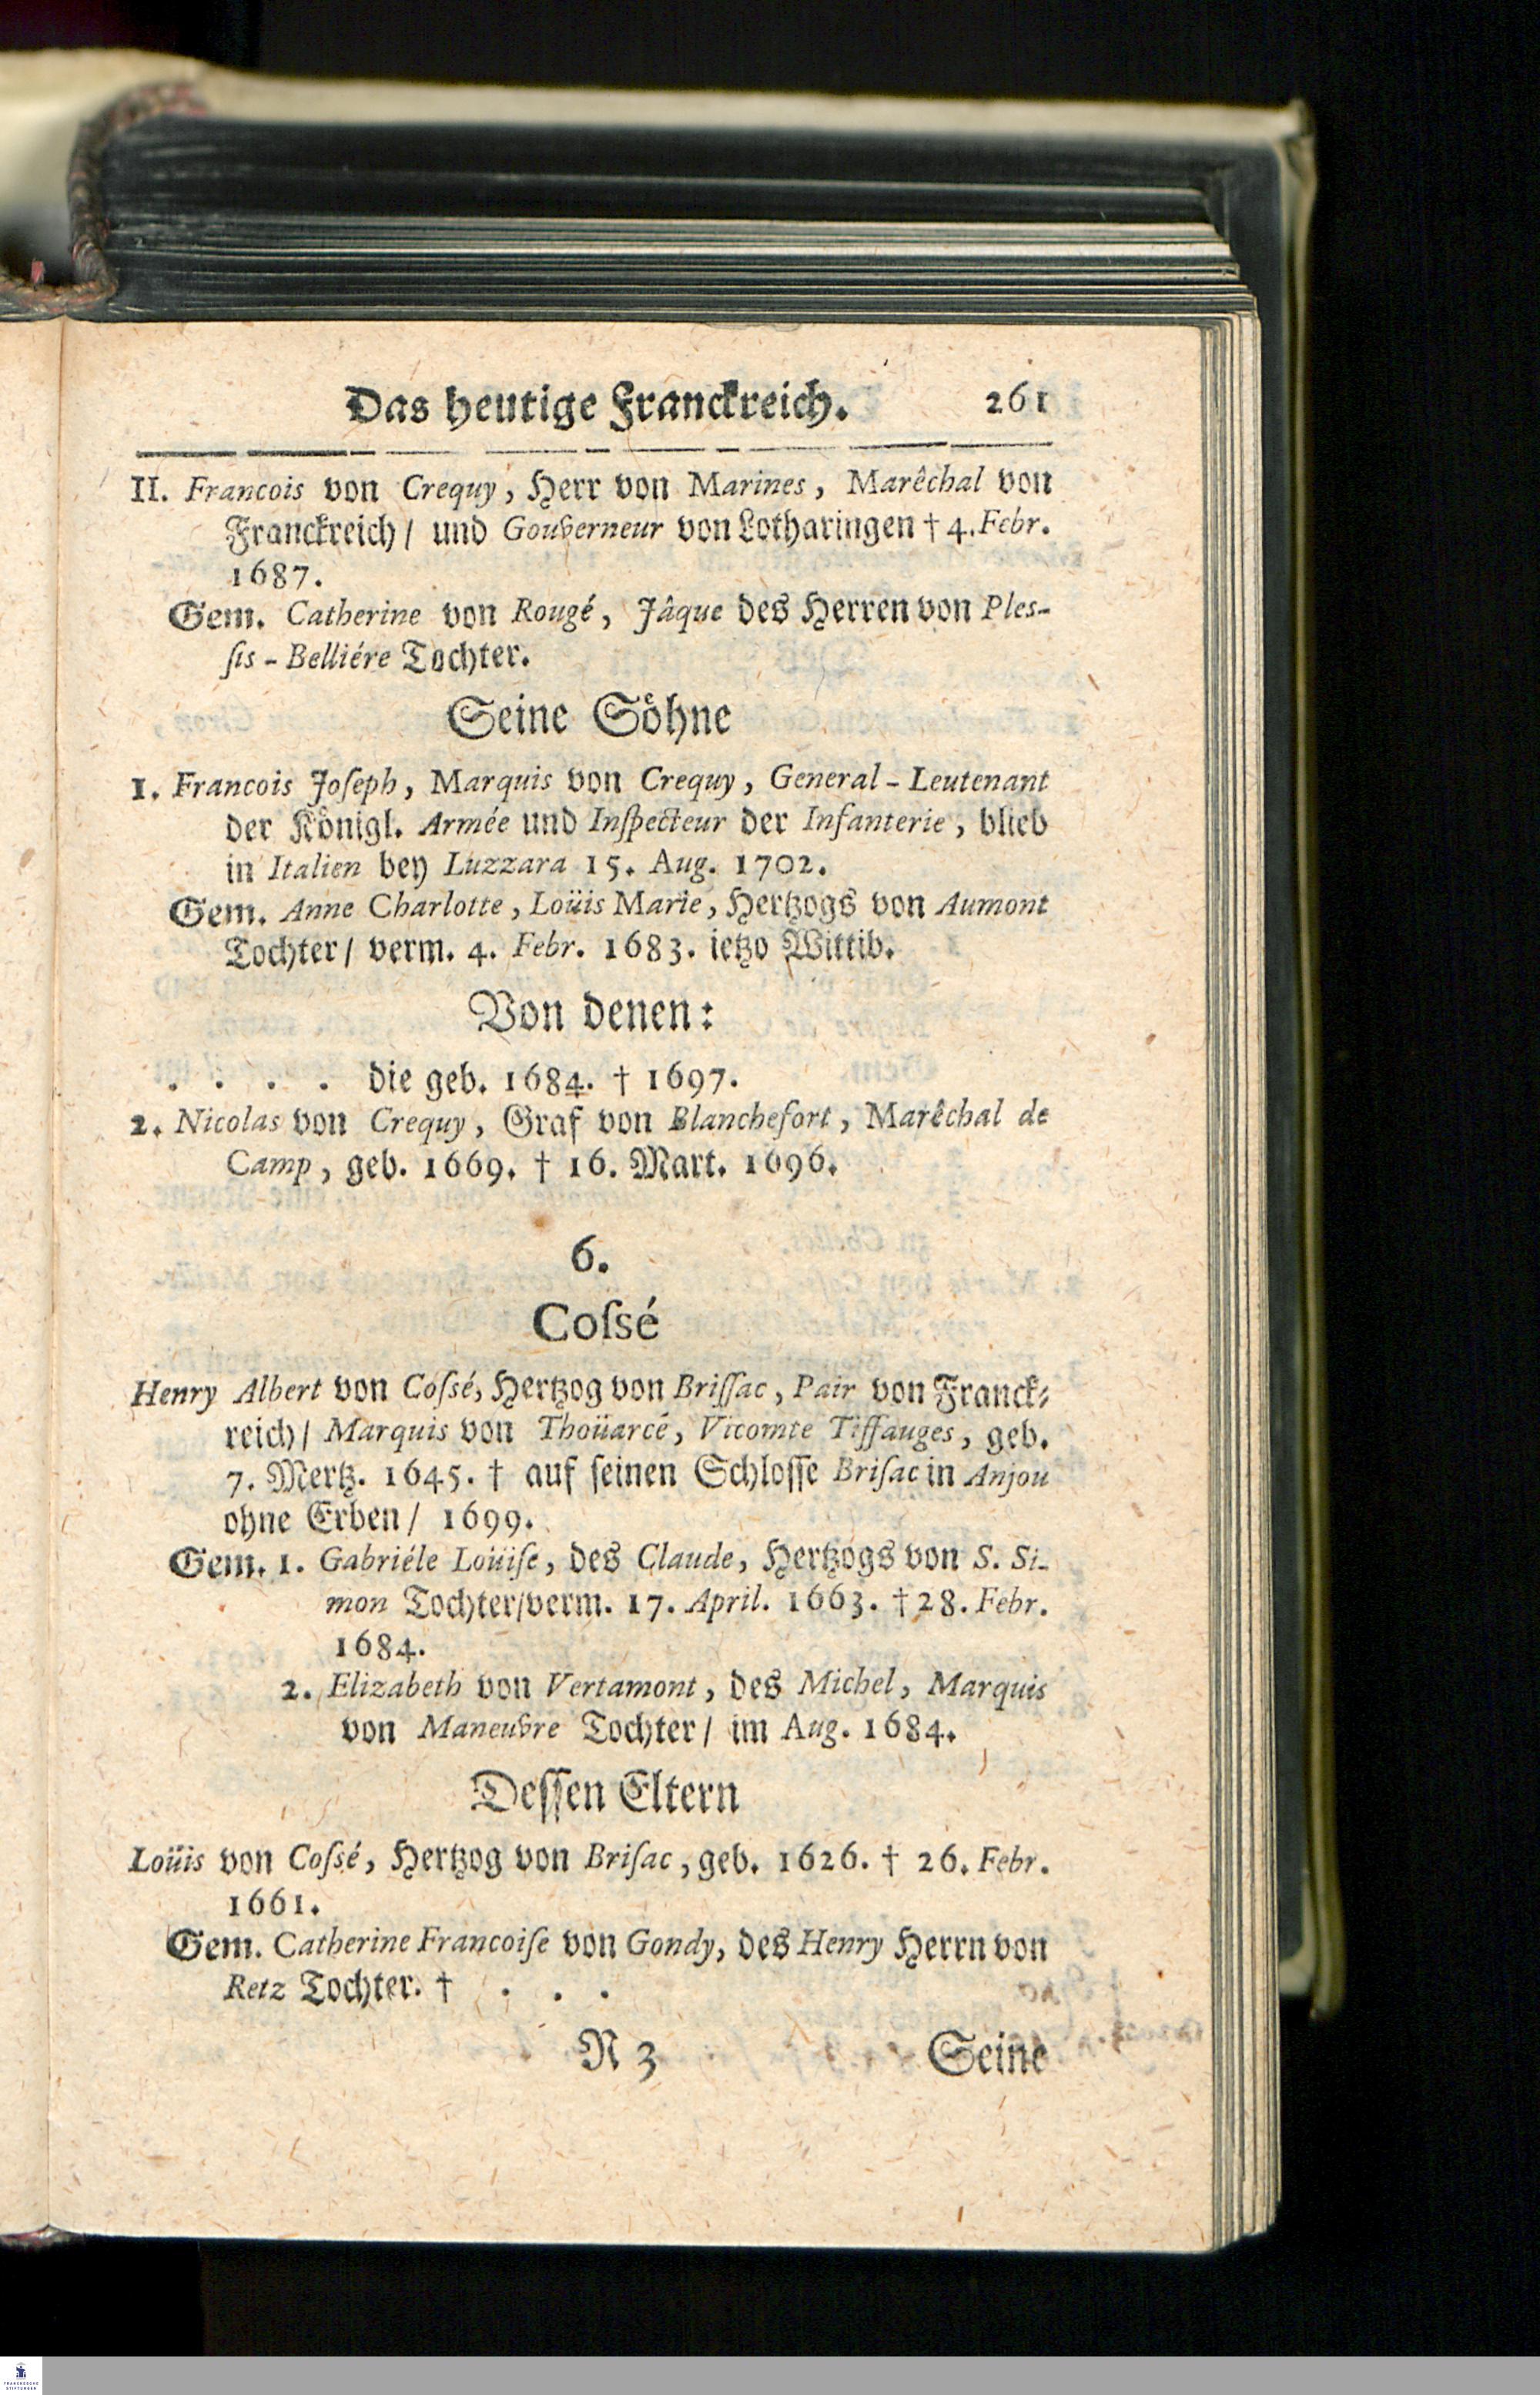 Das heutige Franckreich. 261
II. Francois von Crequy, Herr von Marines, Marêchal von
Franckreich/ und Gouverneur von Lotharingen † 4. Febr.
1687.
Gem. Catherine von Rougé, Jâque des Herren von Ples-
sis-Belliére Tochter.
Seine Söhne
1. Francois Joseph, Marquis von Crequy, General-Leutenant
der Königl. Armée und Inspecteur der Infanterie, blieb
in Italien bey Luzzara 15. Aug. 1702.
Gem. Anne Charlotte, Loüis Marie, Hertzogs von Aumont
Tochter/ verm. 4. Febr. 1683. ietzo Wittib.
Von denen:
. . . . die geb. 1684. † 1697.
2. Nicolas von Crequy, Graf von Blanchefort, Marêchal de
Camp, geb. 1669. † 16. Mart. 1696.
6.
Cossé
Henry Albert von Cossé, Hertzog von Brissac, Pair von Franck-
reich/ Marquis von Thoüarcé, Vicomte Tiffauges, geb.
7. Mertz. 1645. † auf seinen Schlosse Brisac in Anjou
ohne Erben/ 1699.
Gem. 1. Gabriéle Loüise, des Claude, Hertzogs von S. Si-
mon Tochter/verm. 17. April. 1663. † 28. Febr.
1684.
2. Elizabeth von Vertamont, des Michel, Marquis
von Maneuvre Tochter/ im Aug. 1684.
Dessen Eltern
Loüis von Cossé, Hertzog von Brisac, geb. 1626. † 26. Febr.
1661.
Gem. Catherine Francoise von Gondy, des Henry Herrn von
Retz Tochter. † . . .
R 3 Seine
FRANCKESCHE
STIFTUNGEN